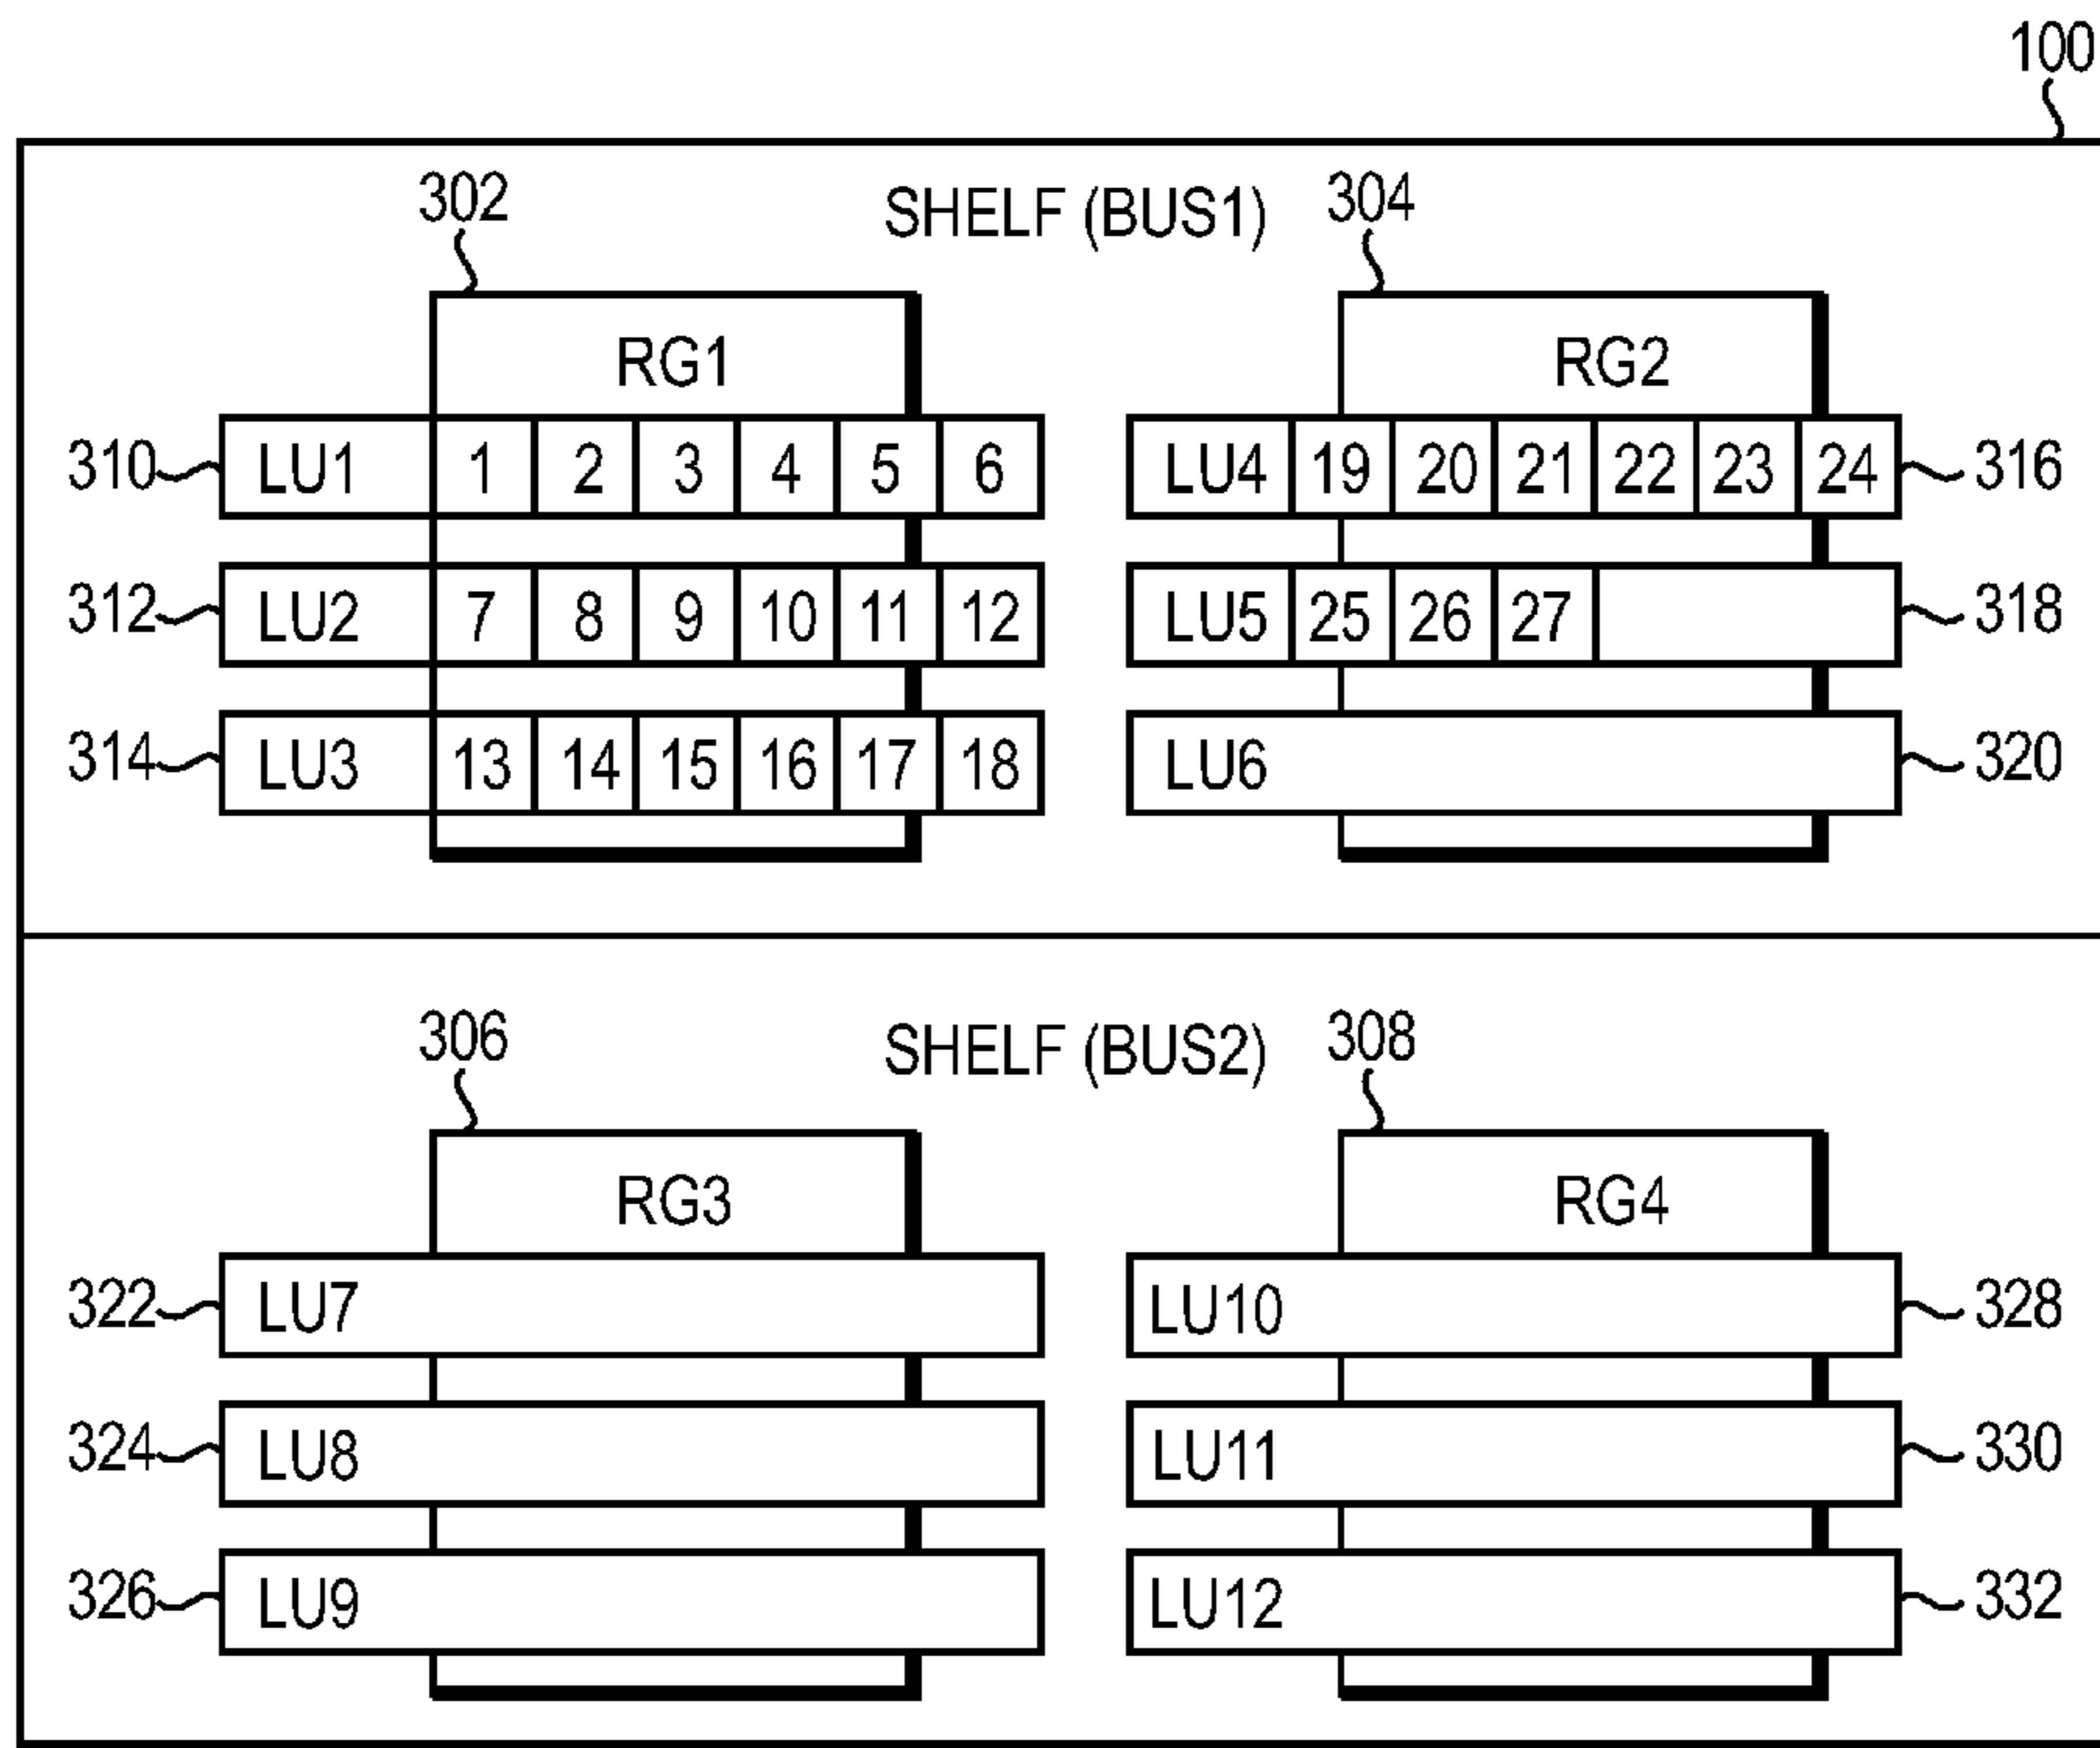 100
302 SHELF (BUS1) 304
RG1 RG2
310 LU1 1 2 3 4 5 6 LU4 19 20 21 22 23 24 316
312 LU2 7 8 9 10 11 12 LU5 25 26 27 318
314 LU3 13 14 15 16 17 18 LU6 320
306 SHELF (BUS2) 308
RG3 RG4
322 LU7 LU10 328
324 LU8 LU11 330
326 LU9 LU12 332